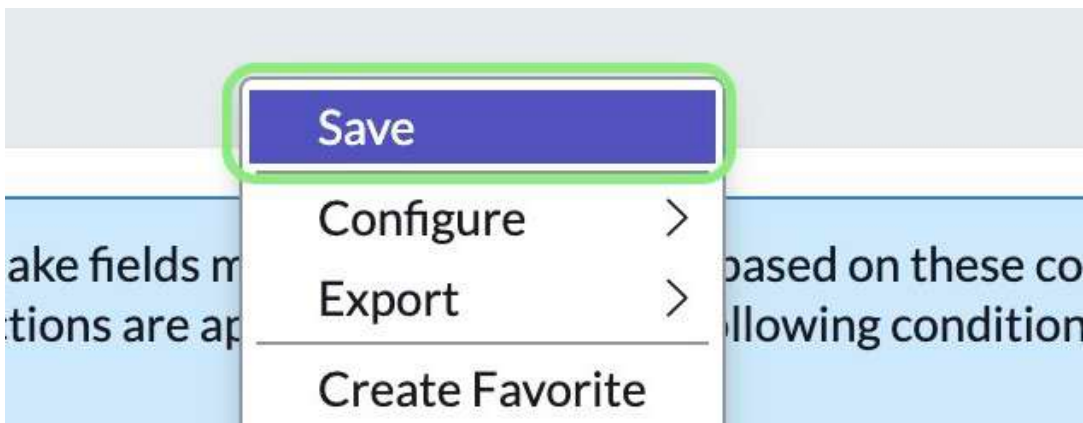 Save
Configure
ake fields m based on these co
Export
tions are ap llowing condition
Create Favorite